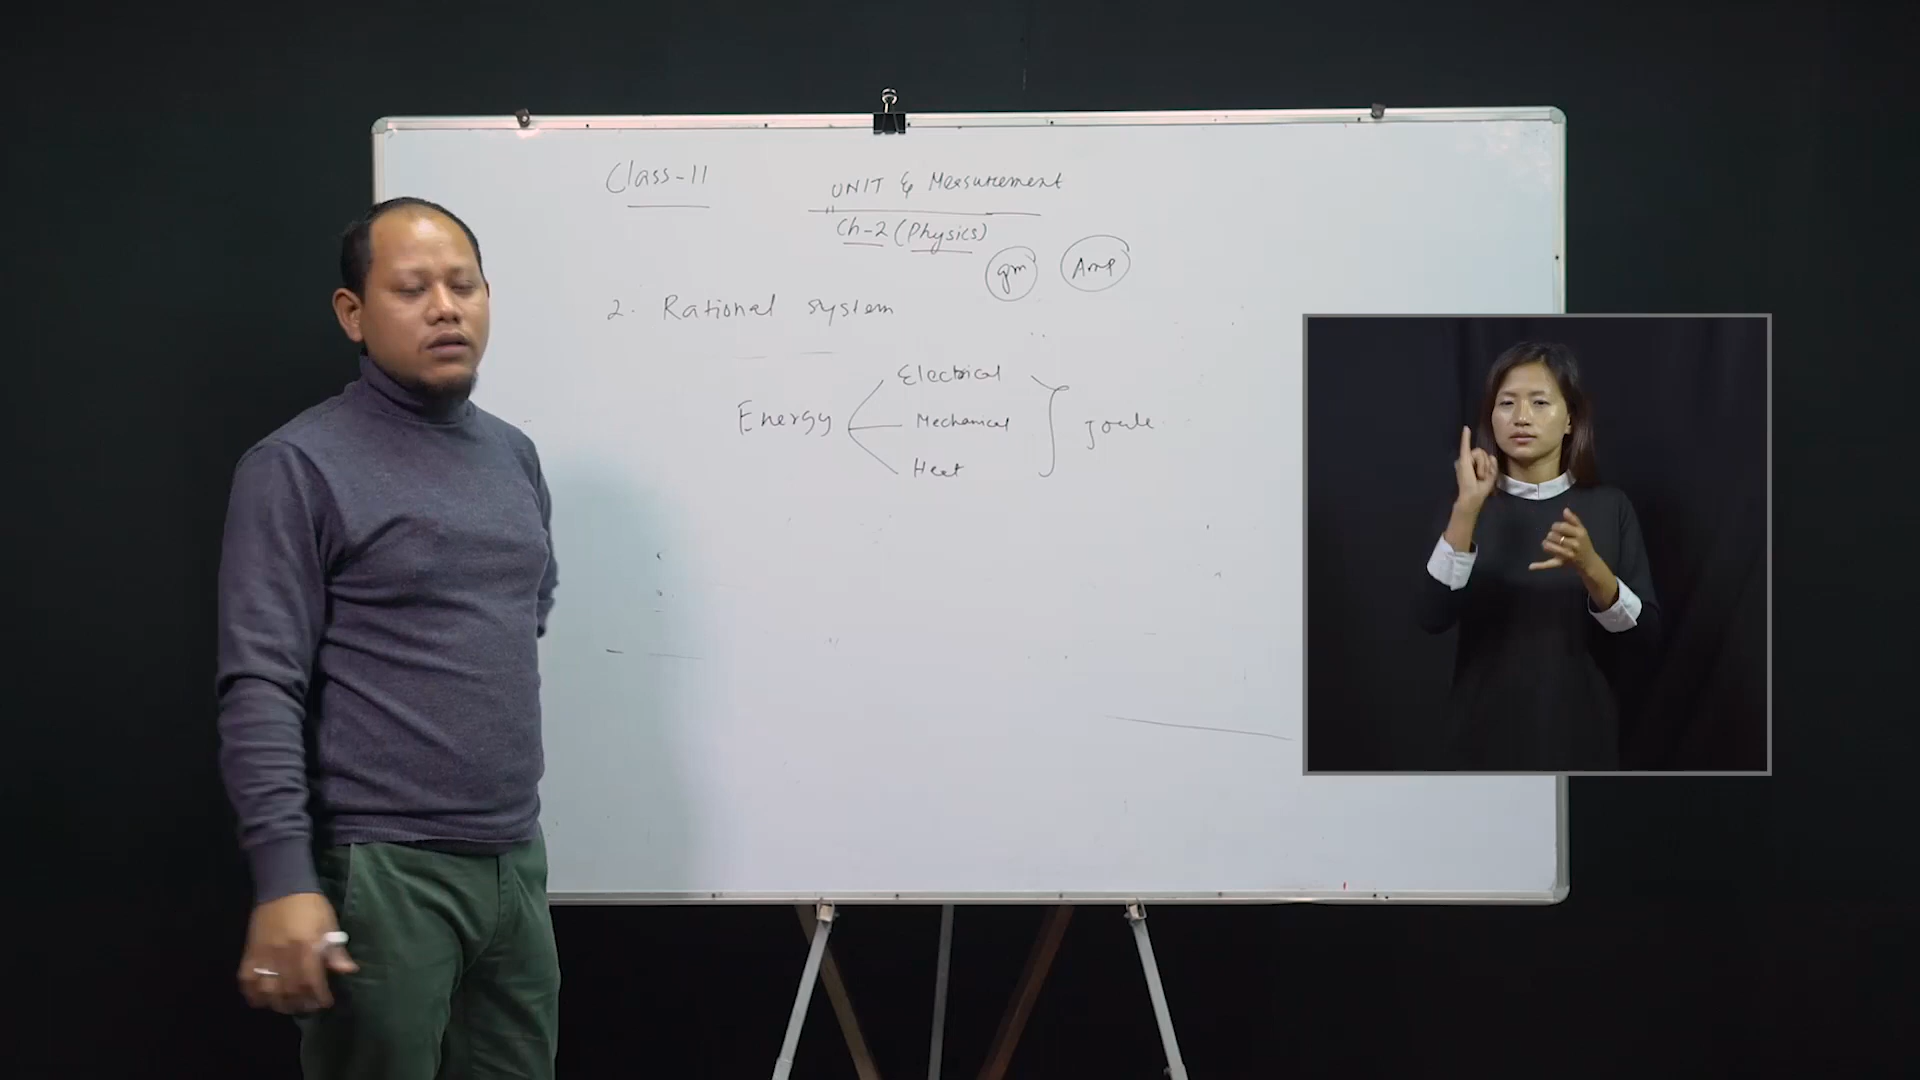 Class-11
UNIT & Measurement
Ch-2 (Physics)
gm Amp
2. Rational system
Electrical
Energy Mechanical Joule
Heat